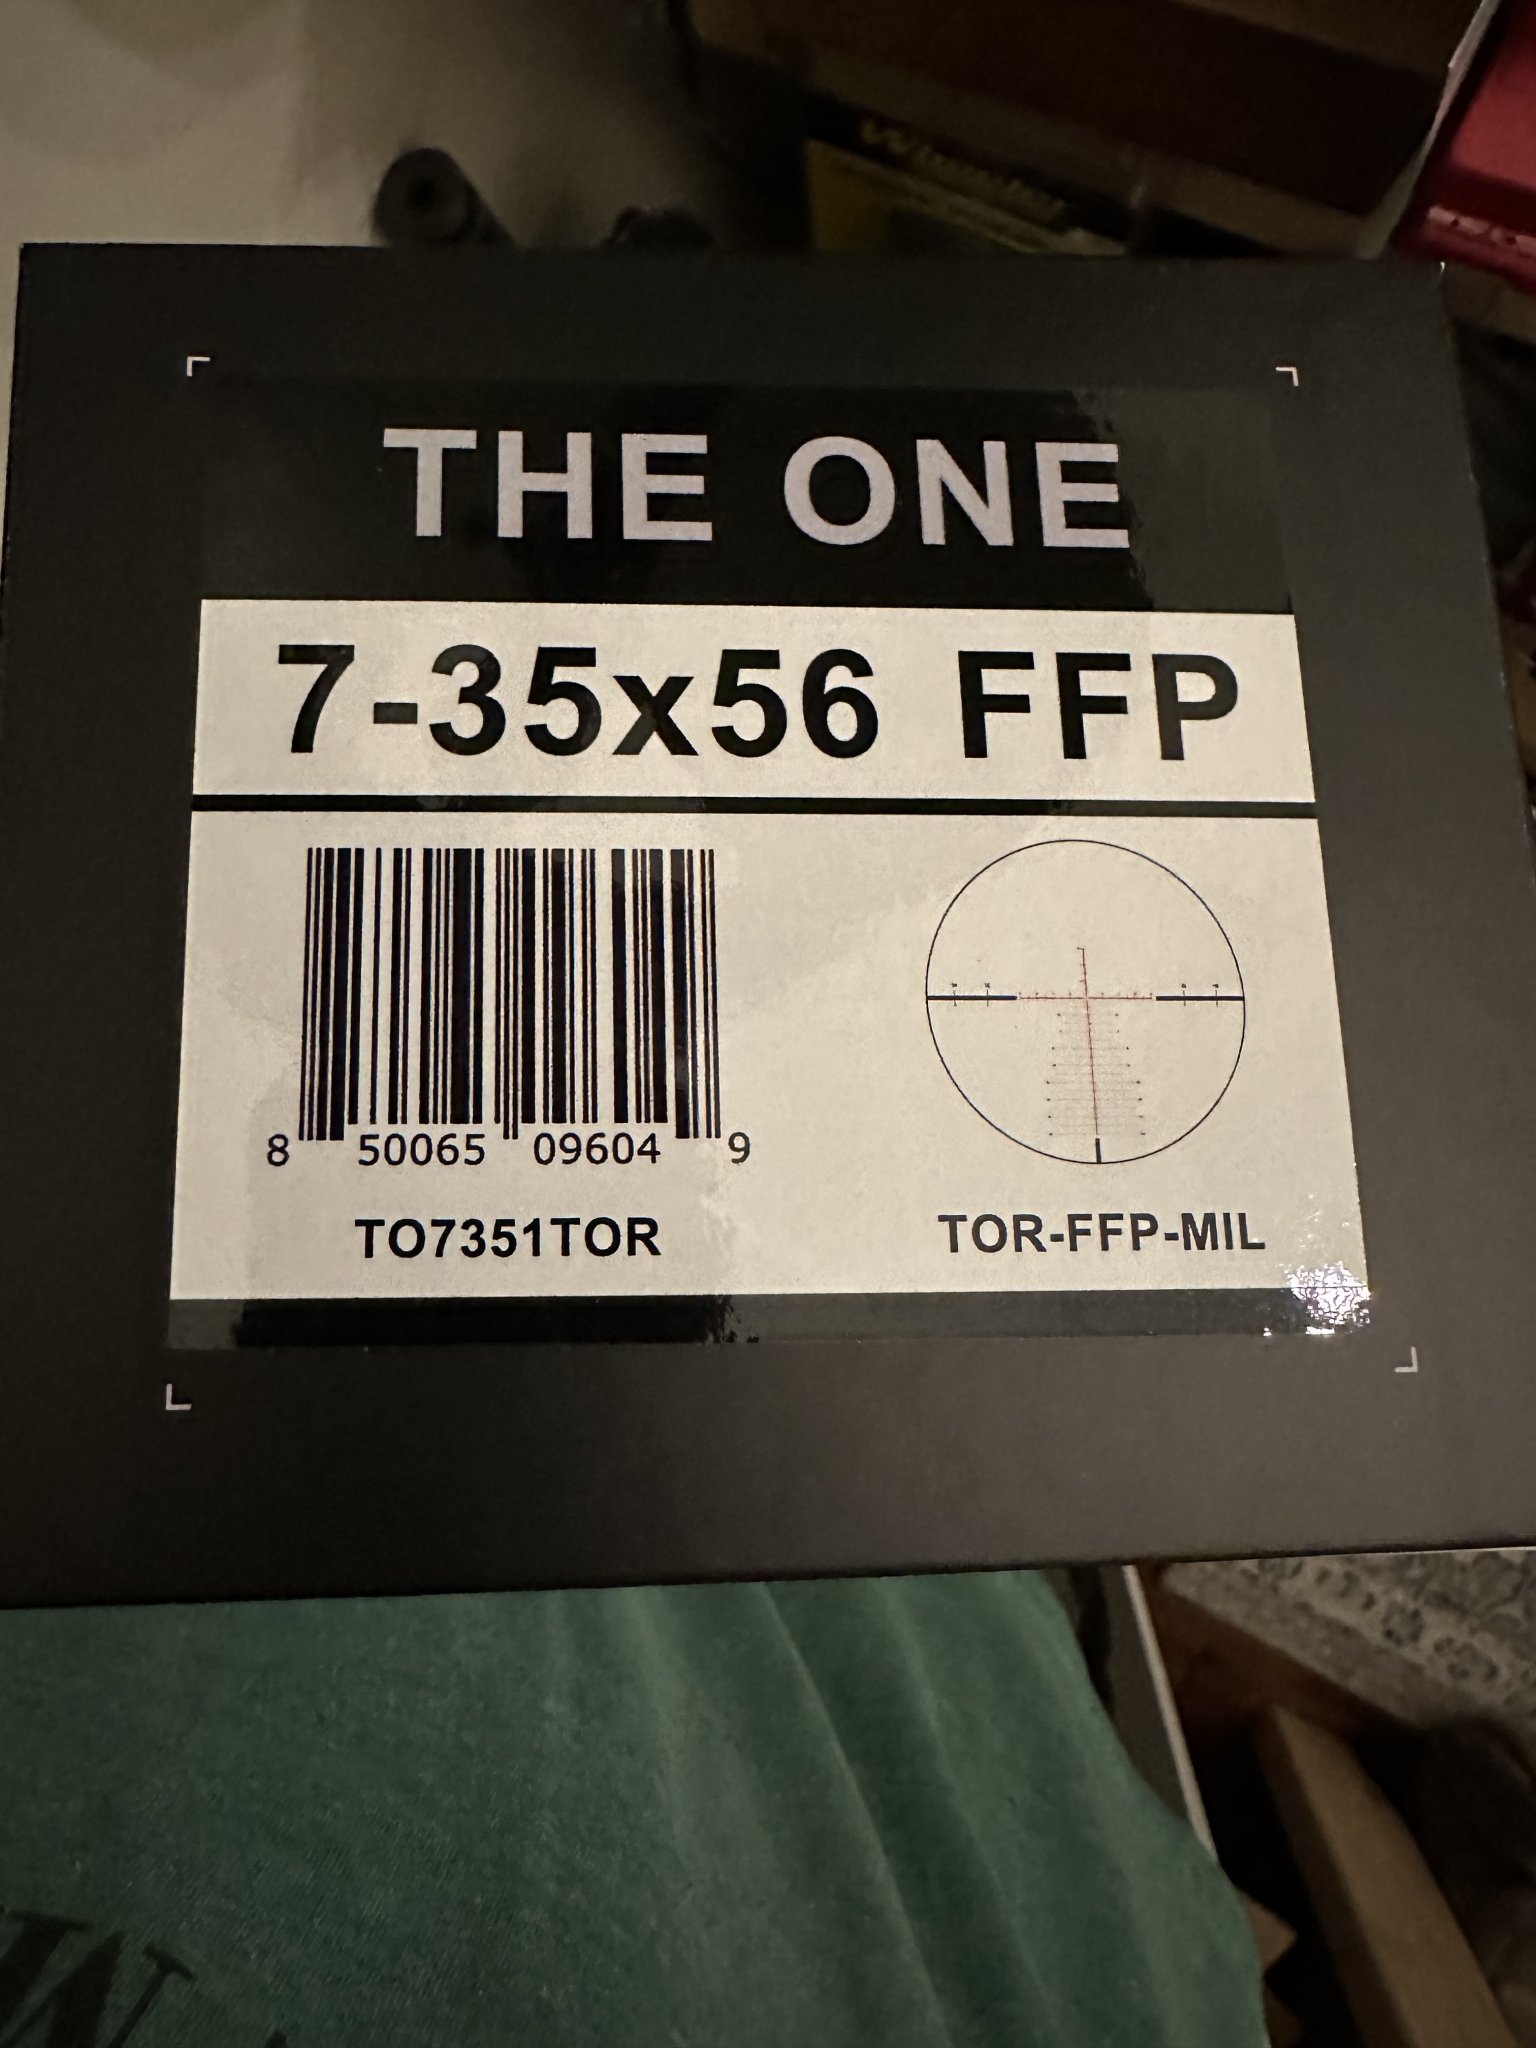 THE ONE
7-35x56 FFP
8 50065 09604 9
TO7351TOR
TOR-FFP-MIL
W